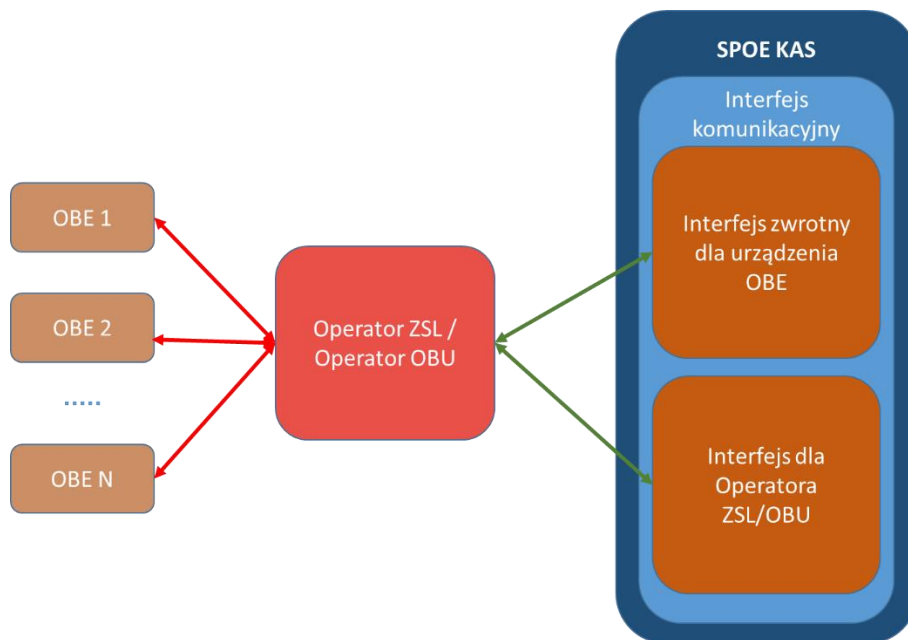 SPOE KAS
Interfejs
komunikacyjny
OBE 1
Interfejs zwrotny
dla urządzenia
OBE
OBE 2
Operator ZSL /
Operator OBU
.....
OBE N
Interfejs dla
Operatora
ZSL/OBU